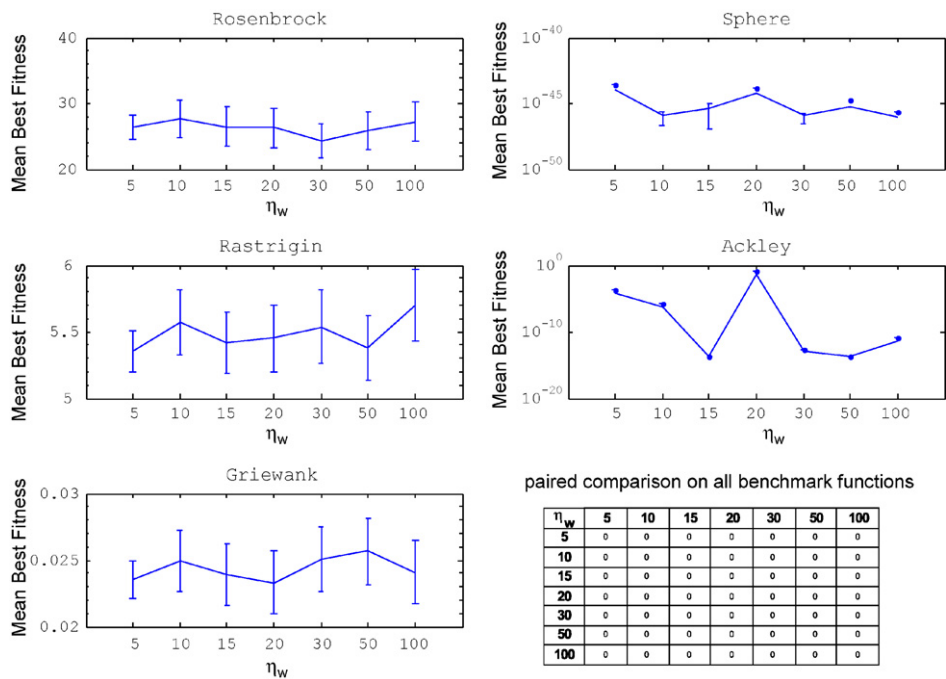 Rosenbrock
Mean Best Fitness
40
30
20
5 10 15 20 30 50 100
ηw
Sphere
Mean Best Fitness
10^-40
10^-45
10^-50
5 10 15 20 30 50 100
ηw
Rastrigin
Mean Best Fitness
6
5.5
5
5 10 15 20 30 50 100
ηw
Ackley
Mean Best Fitness
10^0
10^-10
10^-20
5 10 15 20 30 50 100
ηw
Griewank
Mean Best Fitness
0.03
0.025
0.02
5 10 15 20 30 50 100
ηw
paired comparison on all benchmark functions
ηw 5 10 15 20 30 50 100
5 0 0 0 0 0 0 0
10 0 0 0 0 0 0 0
15 0 0 0 0 0 0 0
20 0 0 0 0 0 0 0
30 0 0 0 0 0 0 0
50 0 0 0 0 0 0 0
100 0 0 0 0 0 0 0